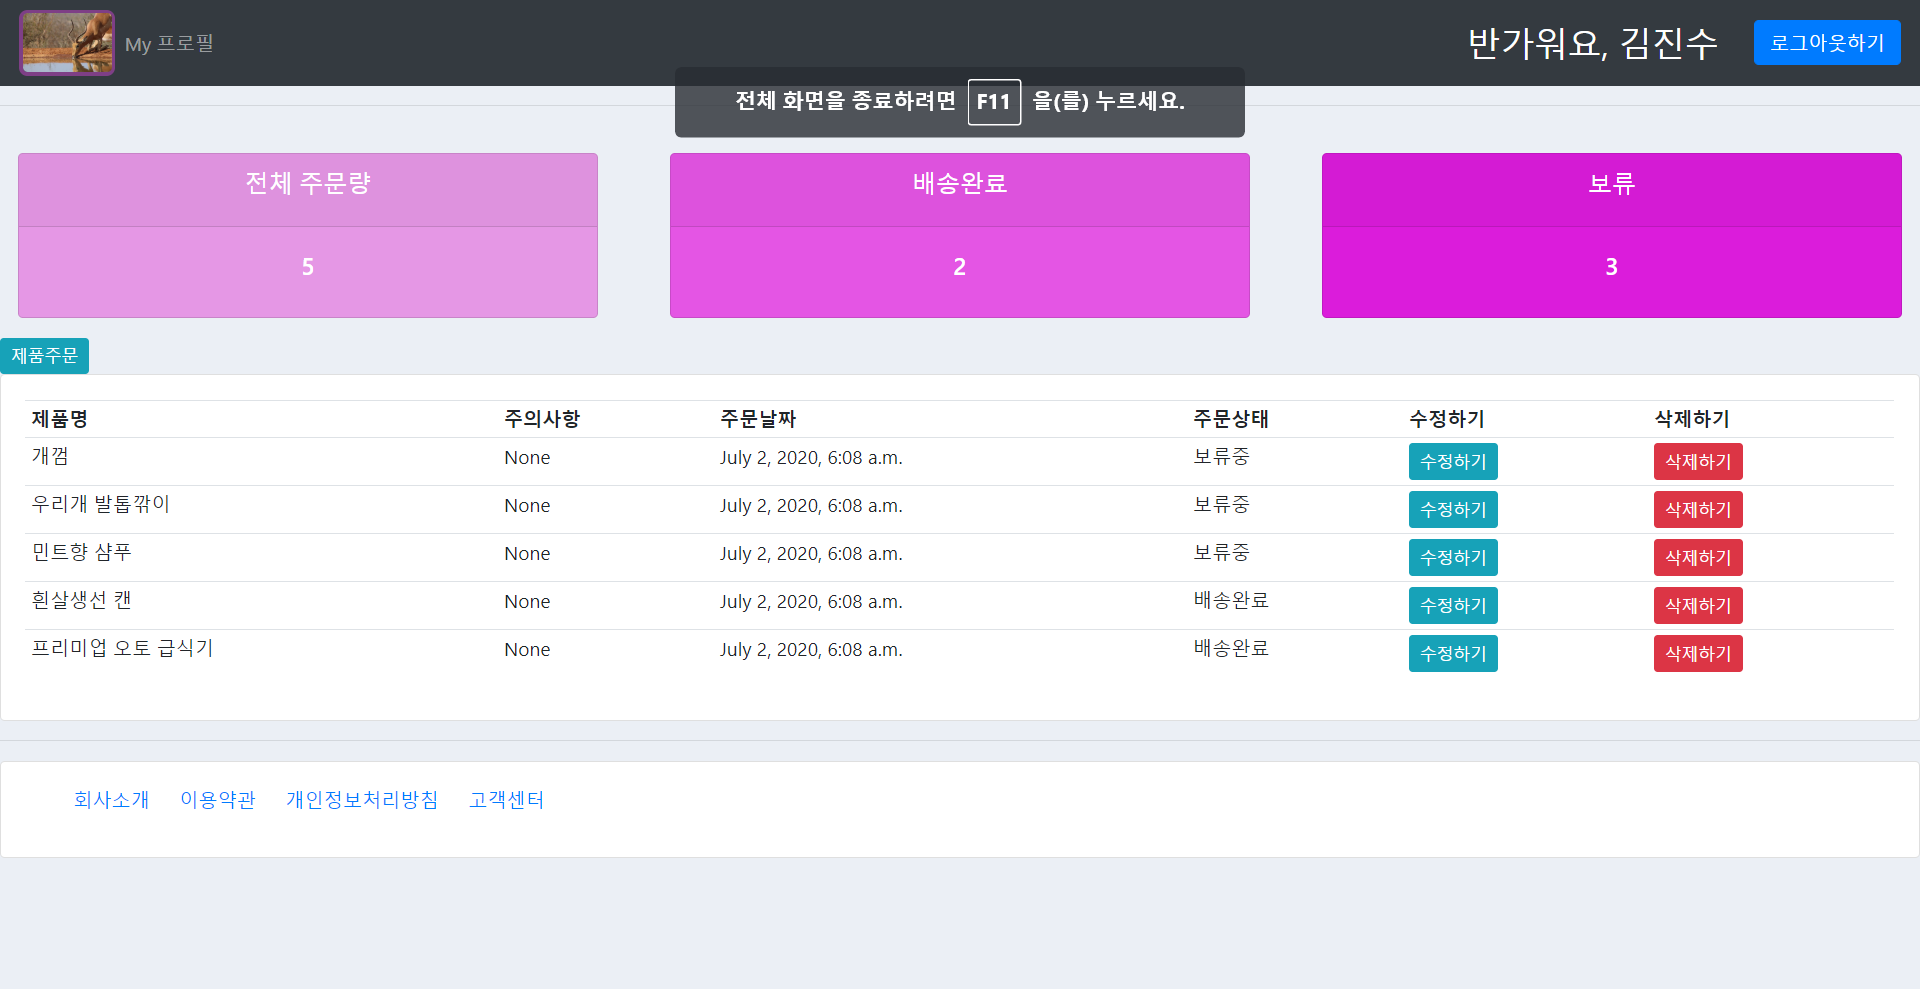 My 프로필
반가워요, 김진수
로그아웃하기
전체 화면을 종료하려면 F11 을(를) 누르세요.
전체 주문량
5
배송완료
2
보류
3
제품주문
제품명 주의사항 주문날짜 주문상태 수정하기 삭제하기
개껌 None July 2, 2020, 6:08 a.m. 보류중 수정하기 삭제하기
우리개 발톱깎이 None July 2, 2020, 6:08 a.m. 보류중 수정하기 삭제하기
민트향 샴푸 None July 2, 2020, 6:08 a.m. 보류중 수정하기 삭제하기
흰살생선 캔 None July 2, 2020, 6:08 a.m. 배송완료 수정하기 삭제하기
프리미엄 오토 급식기 None July 2, 2020, 6:08 a.m. 배송완료 수정하기 삭제하기
회사소개 이용약관 개인정보처리방침 고객센터